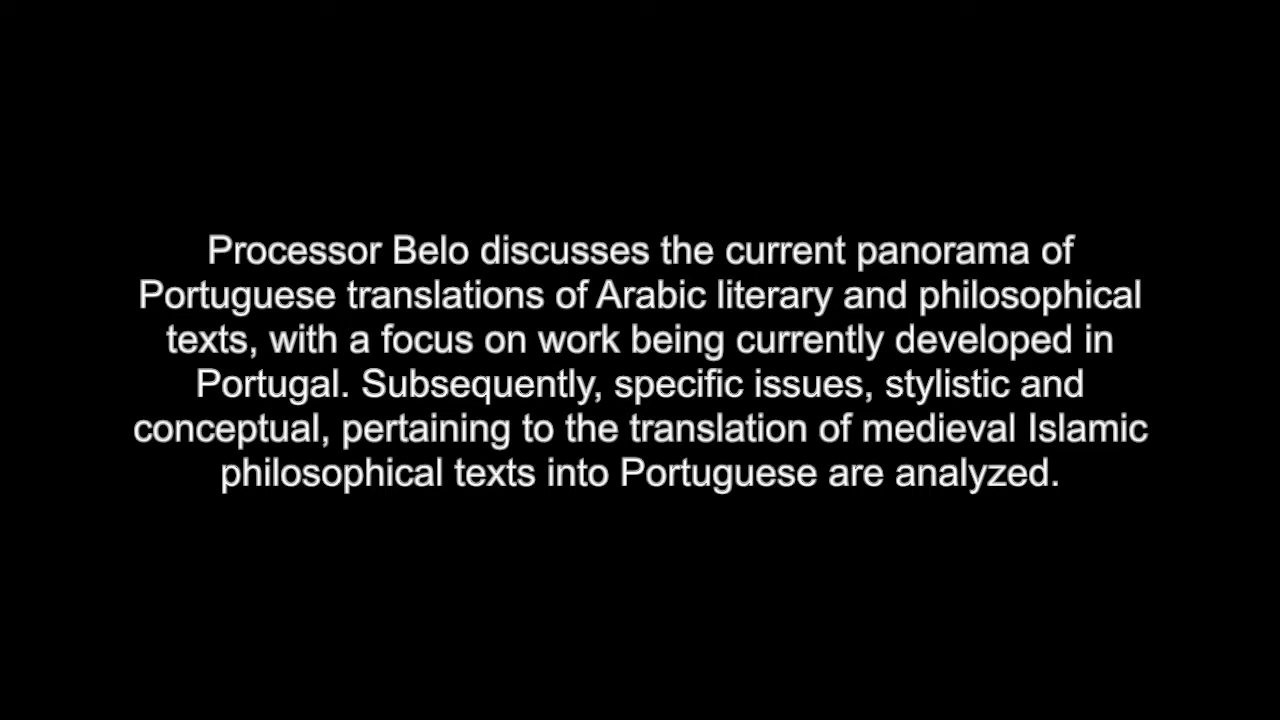 Processor Belo discusses the current panorama of
Portuguese translations of Arabic literary and philosophical
texts, with a focus on work being currently developed in
Portugal. Subsequently, specific issues, stylistic and
conceptual, pertaining to the translation of medieval Islamic
philosophical texts into Portuguese are analyzed.